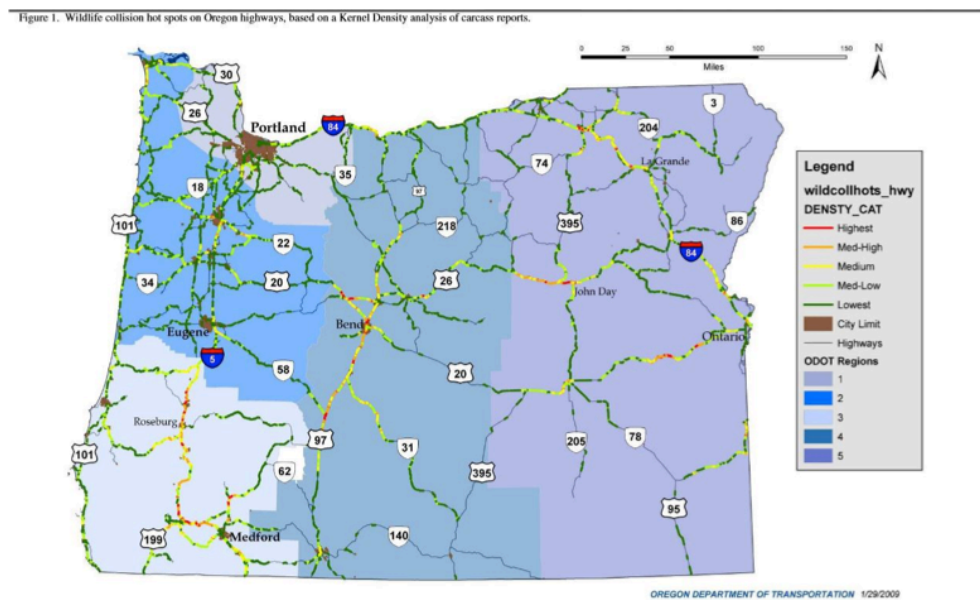 Figure 1. Wildlife collision hot spots on Oregon highways, based on a Kernel Density analysis of carcass reports.
0 25 50 100 150
Miles
N
30
26
Portland
84
3
204
La Grande
74
35
97
18
395
86
101
218
22
84
34
20
26
John Day
Eugene
Bend
Ontario
5
58
20
Roseburg
97
31
205
78
101
62
395
95
199
Medford
140
Legend
wildcollhots_hwy
DENSTY_CAT
Highest
Med-High
Medium
Med-Low
Lowest
City Limit
Highways
ODOT Regions
1
2
3
4
5
OREGON DEPARTMENT OF TRANSPORTATION 1/29/2009